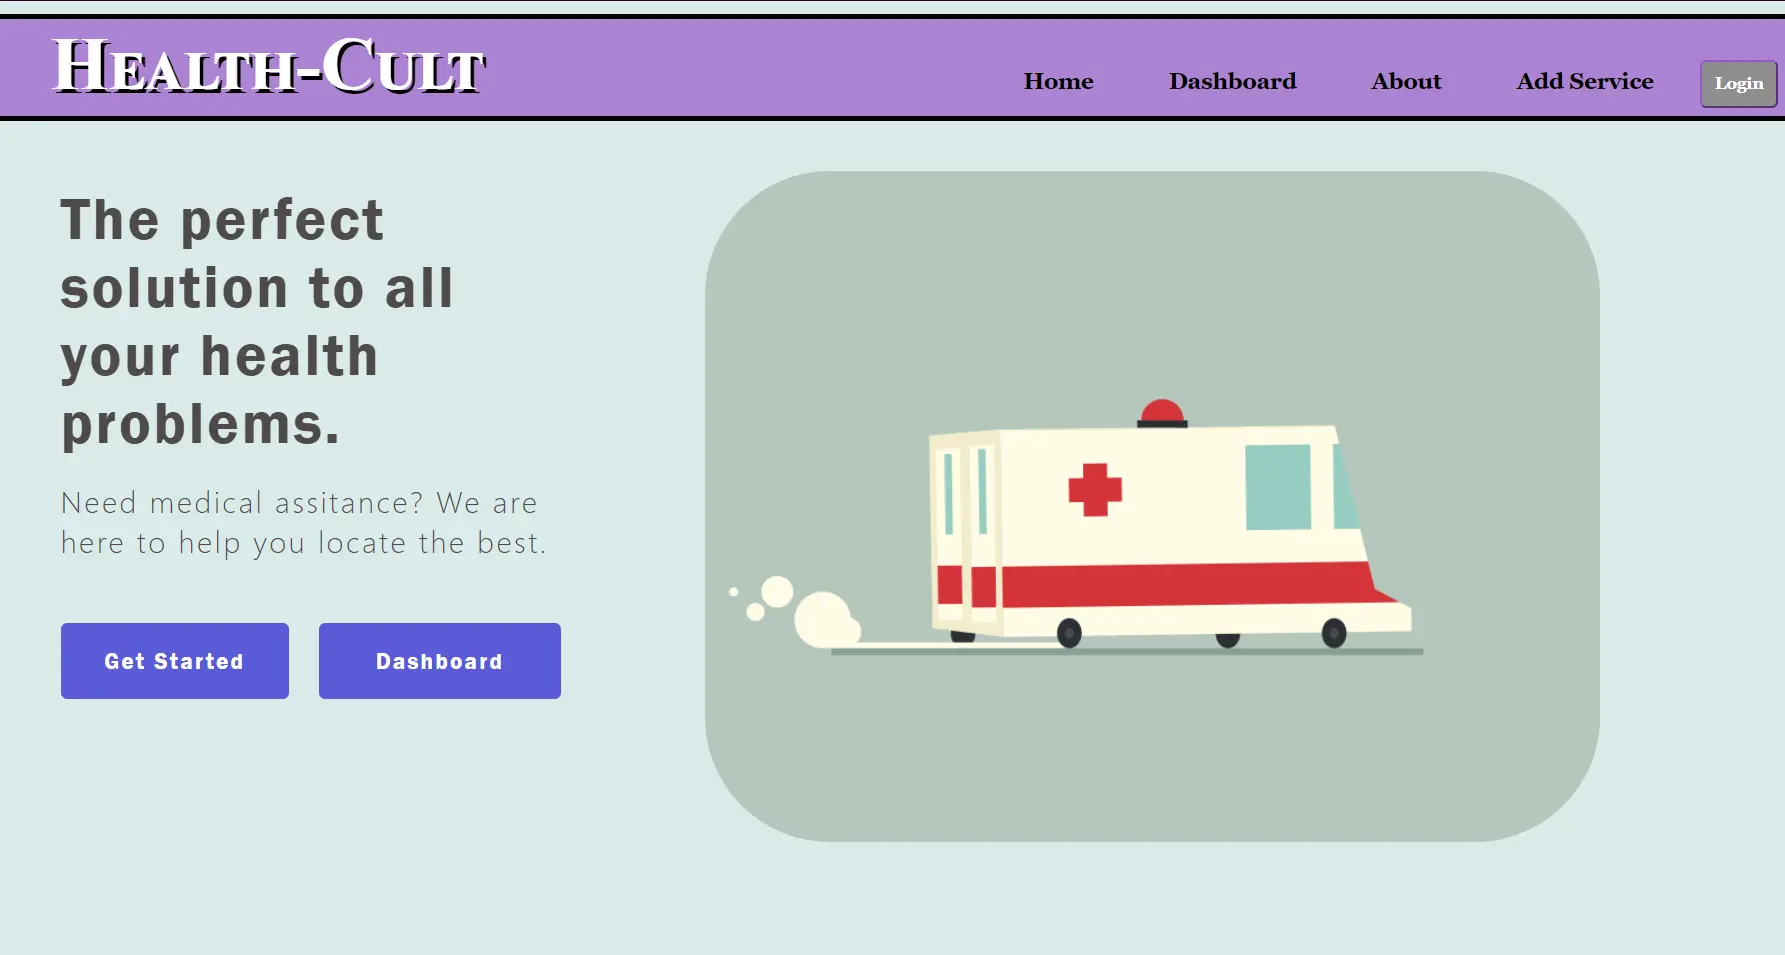 Health-Cult
Home Dashboard About Add Service Login
The perfect
solution to all
your health
problems.
Need medical assitance? We are
here to help you locate the best.
Get Started Dashboard